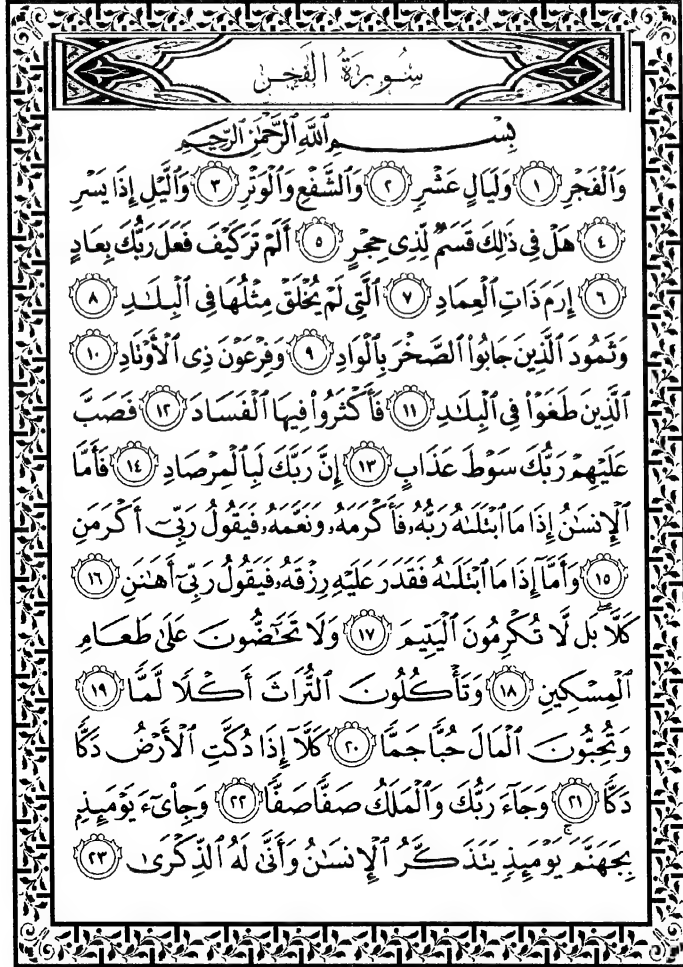 سُورَةُ الفَجْرِ
بِسْمِ ٱللَّهِ ٱلرَّحْمَٰنِ ٱلرَّحِيمِ
وَٱلْفَجْرِ ١ وَلَيَالٍ عَشْرٍ ٢ وَٱلشَّفْعِ وَٱلْوَتْرِ ٣ وَٱلَّيْلِ إِذَا يَسْرِ
٤ هَلْ فِى ذَٰلِكَ قَسَمٌ لِّذِى حِجْرٍ ٥ أَلَمْ تَرَ كَيْفَ فَعَلَ رَبُّكَ بِعَادٍ
٦ إِرَمَ ذَاتِ ٱلْعِمَادِ ٧ ٱلَّتِى لَمْ يُخْلَقْ مِثْلُهَا فِى ٱلْبِلَٰدِ ٨
وَثَمُودَ ٱلَّذِينَ جَابُوا۟ ٱلصَّخْرَ بِٱلْوَادِ ٩ وَفِرْعَوْنَ ذِى ٱلْأَوْتَادِ ١٠
ٱلَّذِينَ طَغَوْا۟ فِى ٱلْبِلَٰدِ ١١ فَأَكْثَرُوا۟ فِيهَا ٱلْفَسَادَ ١٢ فَصَبَّ
عَلَيْهِمْ رَبُّكَ سَوْطَ عَذَابٍ ١٣ إِنَّ رَبَّكَ لَبِٱلْمِرْصَادِ ١٤ فَأَمَّا
ٱلْإِنسَٰنُ إِذَا مَا ٱبْتَلَىٰهُ رَبُّهُۥ فَأَكْرَمَهُۥ وَنَعَّمَهُۥ فَيَقُولُ رَبِّىٓ أَكْرَمَنِ
١٥ وَأَمَّآ إِذَا مَا ٱبْتَلَىٰهُ فَقَدَرَ عَلَيْهِ رِزْقَهُۥ فَيَقُولُ رَبِّىٓ أَهَٰنَنِ ١٦
كَلَّا ۖ بَل لَّا تُكْرِمُونَ ٱلْيَتِيمَ ١٧ وَلَا تَحَٰٓضُّونَ عَلَىٰ طَعَامِ
ٱلْمِسْكِينِ ١٨ وَتَأْكُلُونَ ٱلتُّرَاثَ أَكْلًا لَّمًّا ١٩
وَتُحِبُّونَ ٱلْمَالَ حُبًّا جَمًّا ٢٠ كَلَّآ إِذَا دُكَّتِ ٱلْأَرْضُ دَكًّا
دَكًّا ٢١ وَجَآءَ رَبُّكَ وَٱلْمَلَكُ صَفًّا صَفًّا ٢٢ وَجِا۟ىٓءَ يَوْمَئِذٍۭ
بِجَهَنَّمَ ۚ يَوْمَئِذٍ يَتَذَكَّرُ ٱلْإِنسَٰنُ وَأَنَّىٰ لَهُ ٱلذِّكْرَىٰ ٢٣